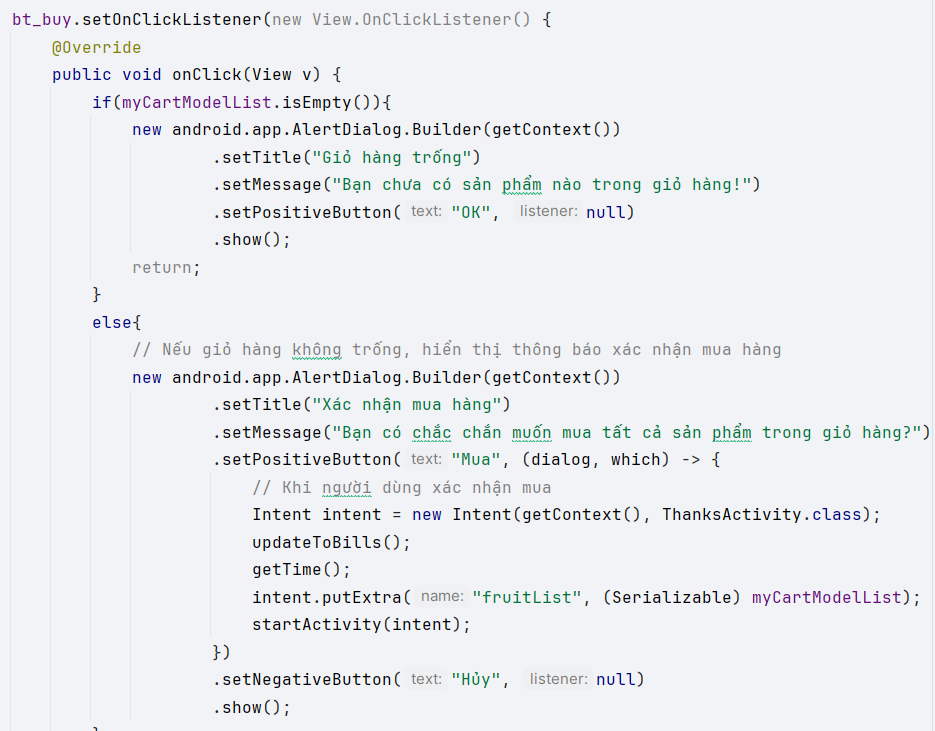 bt_buy.setOnClickListener(new View.OnClickListener() {
@Override
public void onClick(View v) {
if(myCartModelList.isEmpty()){
new android.app.AlertDialog.Builder(getContext())
.setTitle("Giỏ hàng trống")
.setMessage("Bạn chưa có sản phẩm nào trong giỏ hàng!")
.setPositiveButton( text: "OK", listener: null)
.show();
return;
}
else{
// Nếu giỏ hàng không trống, hiển thị thông báo xác nhận mua hàng
new android.app.AlertDialog.Builder(getContext())
.setTitle("Xác nhận mua hàng")
.setMessage("Bạn có chắc chắn muốn mua tất cả sản phẩm trong giỏ hàng?")
.setPositiveButton( text: "Mua", (dialog, which) -> {
// Khi người dùng xác nhận mua
Intent intent = new Intent(getContext(), ThanksActivity.class);
updateToBills();
getTime();
intent.putExtra( name: "fruitList", (Serializable) myCartModelList);
startActivity(intent);
})
.setNegativeButton( text: "Hủy", listener: null)
.show();
}